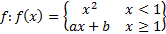 f: f(x) = { x² x < 1
ax + b x ≥ 1